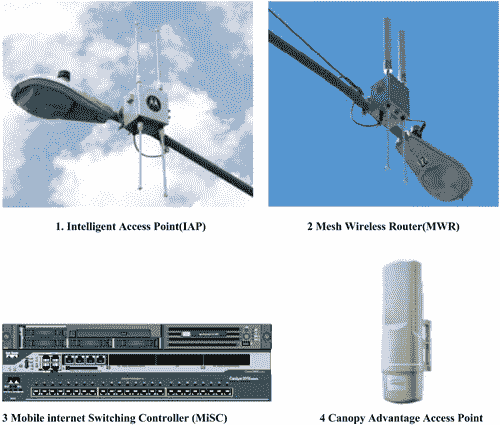 1. Intelligent Access Point(IAP)
2 Mesh Wireless Router(MWR)
3 Mobile internet Switching Controller (MiSC)
4 Canopy Advantage Access Point